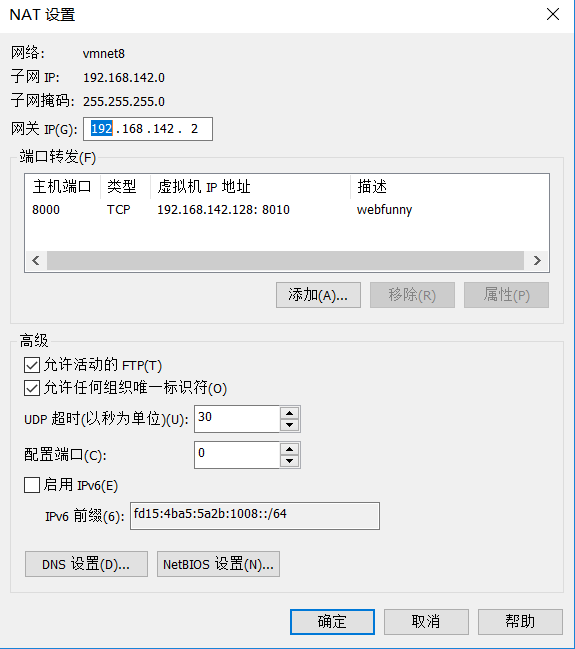 NAT 设置
网络: vmnet8
子网 IP: 192.168.142.0
子网掩码: 255.255.255.0
网关 IP(G): 192 . 168 . 142 . 2
端口转发(F)
主机端口 类型 虚拟机 IP 地址 描述
8000 TCP 192.168.142.128: 8010 webfunny
添加(A)... 移除(R) 属性(P)
高级
允许活动的 FTP(T)
允许任何组织唯一标识符(O)
UDP 超时(以秒为单位)(U): 30
配置端口(C): 0
启用 IPv6(E)
IPv6 前缀(6): fd15:4ba5:5a2b:1008::/64
DNS 设置(D)... NetBIOS 设置(N)...
确定 取消 帮助